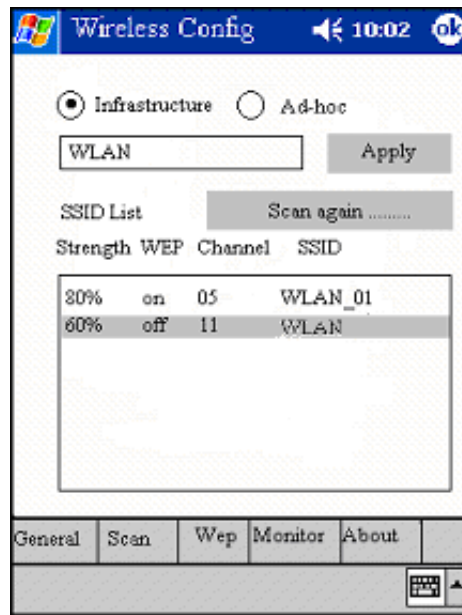 Wireless Config 10:02 ok
Infrastructure Ad-hoc
WLAN Apply
SSID List Scan again .........
Strength WEP Channel SSID
80% on 05 WLAN_01
60% off 11 WLAN
General Scan Wep Monitor About